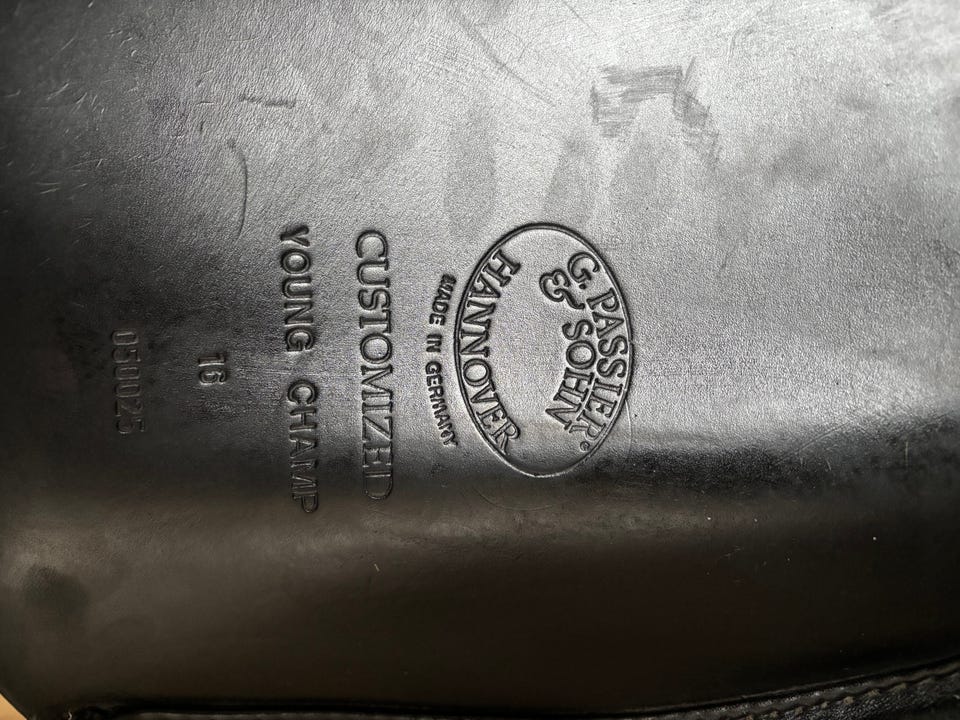 G. PASSIER®
& SOHN
HANNOVER
MADE IN GERMANY
CUSTOMIZED
YOUNG CHAMP
16
050025